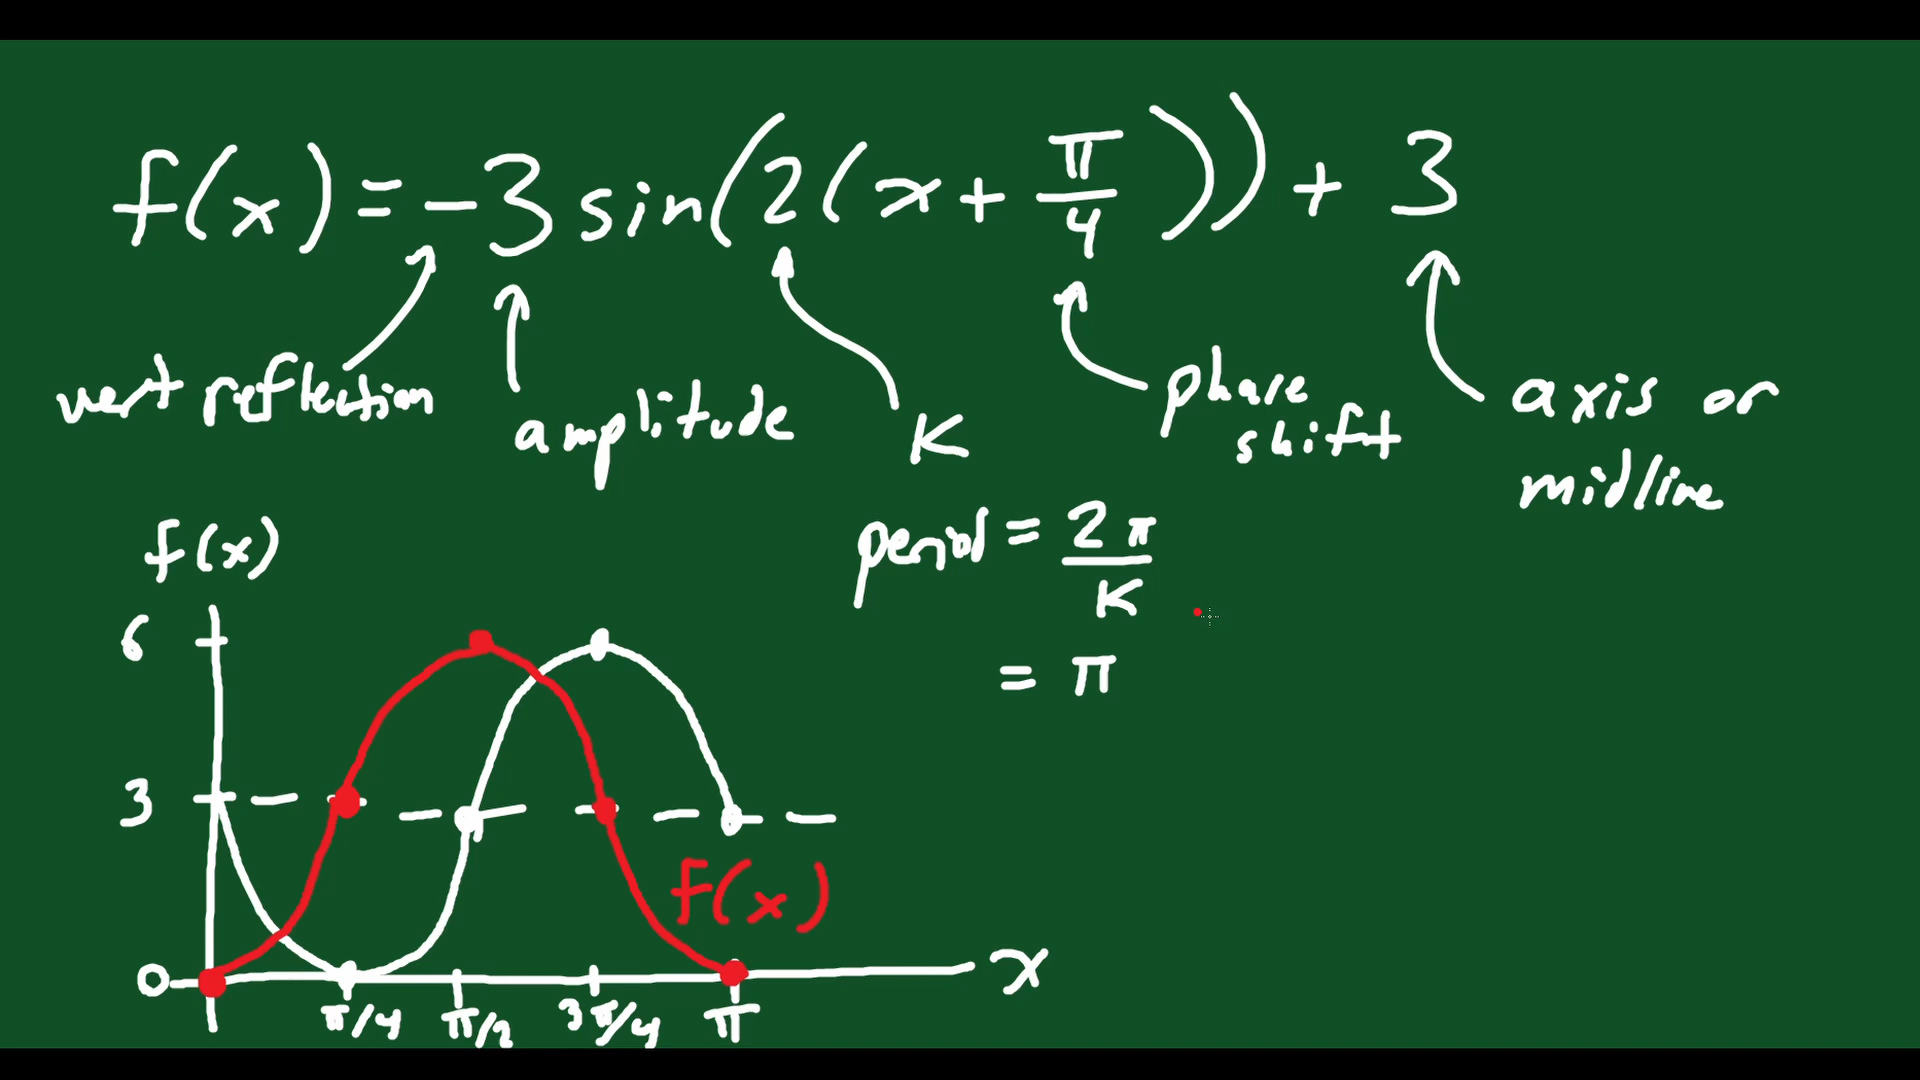 f(x) = -3 sin(2(x + π/4)) + 3
vert reflection
amplitude
K
phase shift
axis or midline
period = 2π/K
= π
f(x)
6
3
f(x)
0
x
π/4 π/2 3π/4 π